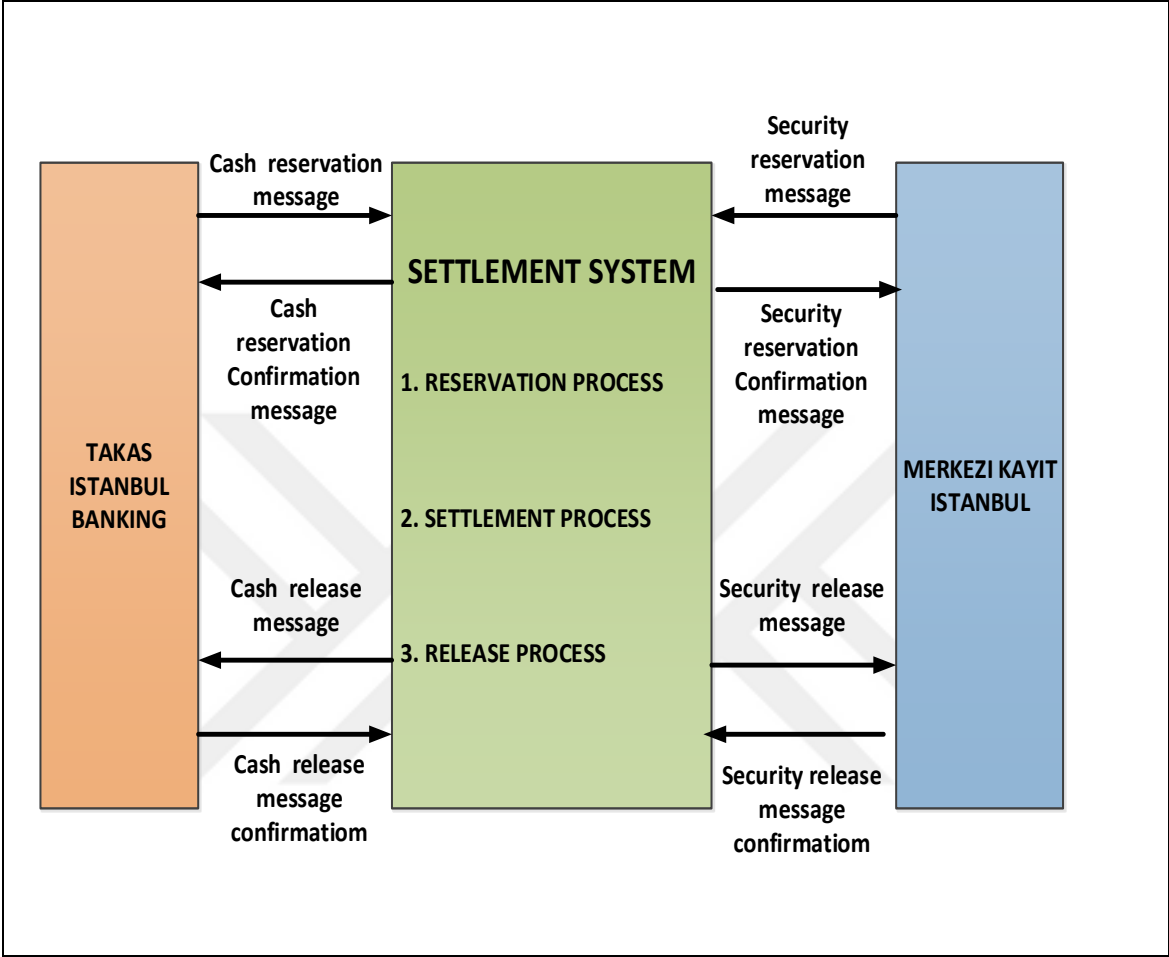 Cash reservation
message
Security
reservation
message
SETTLEMENT SYSTEM
Cash
reservation
Confirmation
message
Security
reservation
Confirmation
message
1. RESERVATION PROCESS
TAKAS
ISTANBUL
BANKING
MERKEZI KAYIT
ISTANBUL
2. SETTLEMENT PROCESS
Cash release
message
Security release
message
3. RELEASE PROCESS
Cash release
message
confirmatiom
Security release
message
confirmatiom